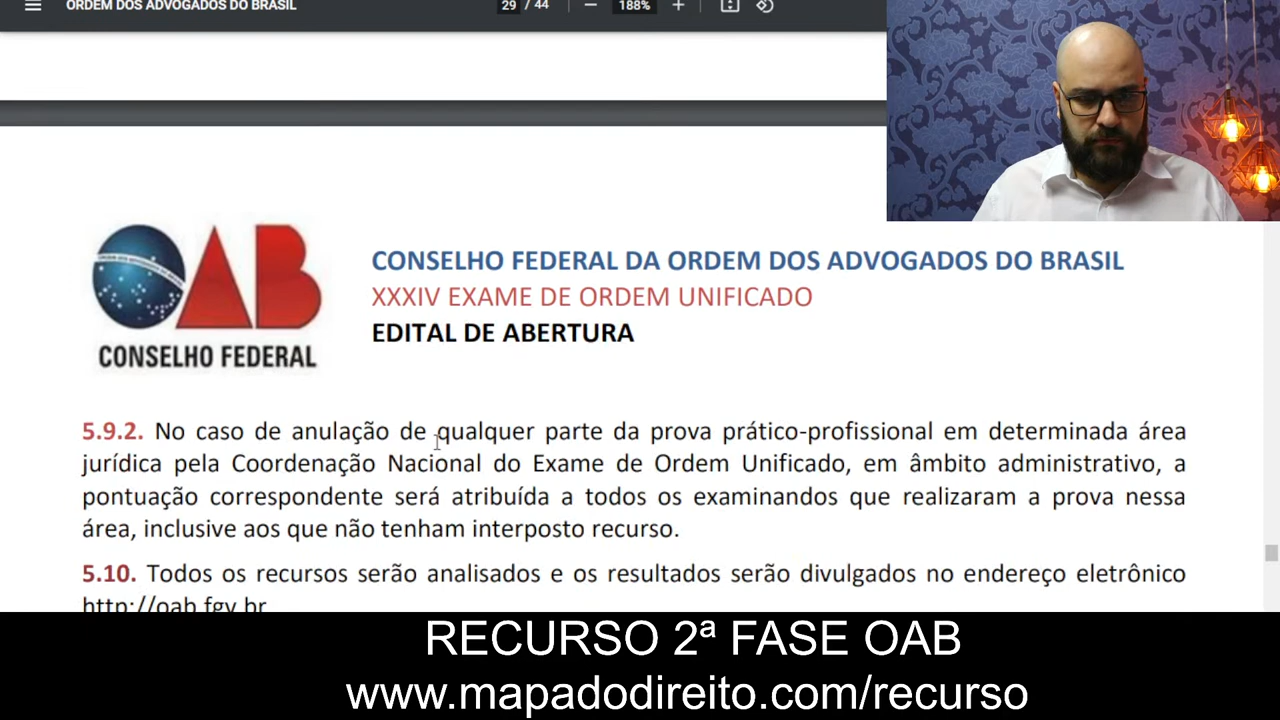 ORDEM DOS ADVOGADOS DO BRASIL
29 / 44
188%
OAB
CONSELHO FEDERAL
CONSELHO FEDERAL DA ORDEM DOS ADVOGADOS DO BRASIL
XXXIV EXAME DE ORDEM UNIFICADO
EDITAL DE ABERTURA
5.9.2. No caso de anulação de qualquer parte da prova prático-profissional em determinada área
jurídica pela Coordenação Nacional do Exame de Ordem Unificado, em âmbito administrativo, a
pontuação correspondente será atribuída a todos os examinandos que realizaram a prova nessa
área, inclusive aos que não tenham interposto recurso.
5.10. Todos os recursos serão analisados e os resultados serão divulgados no endereço eletrônico
http://oab.fgv.br
RECURSO 2ª FASE OAB
www.mapadodireito.com/recurso